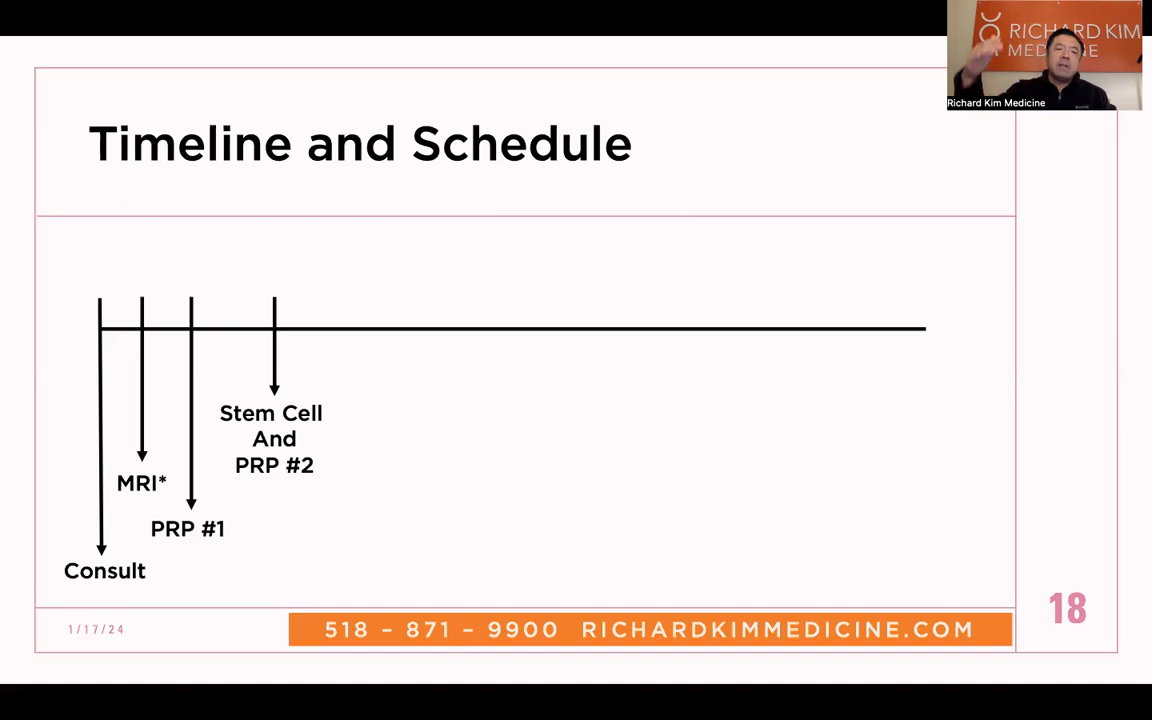 RICHARD KIM
MEDICINE
Richard Kim Medicine
Timeline and Schedule
Stem Cell
And
PRP #2
MRI*
PRP #1
Consult
1/17/24
518 – 871 – 9900 RICHARDKIMMEDICINE.COM
18